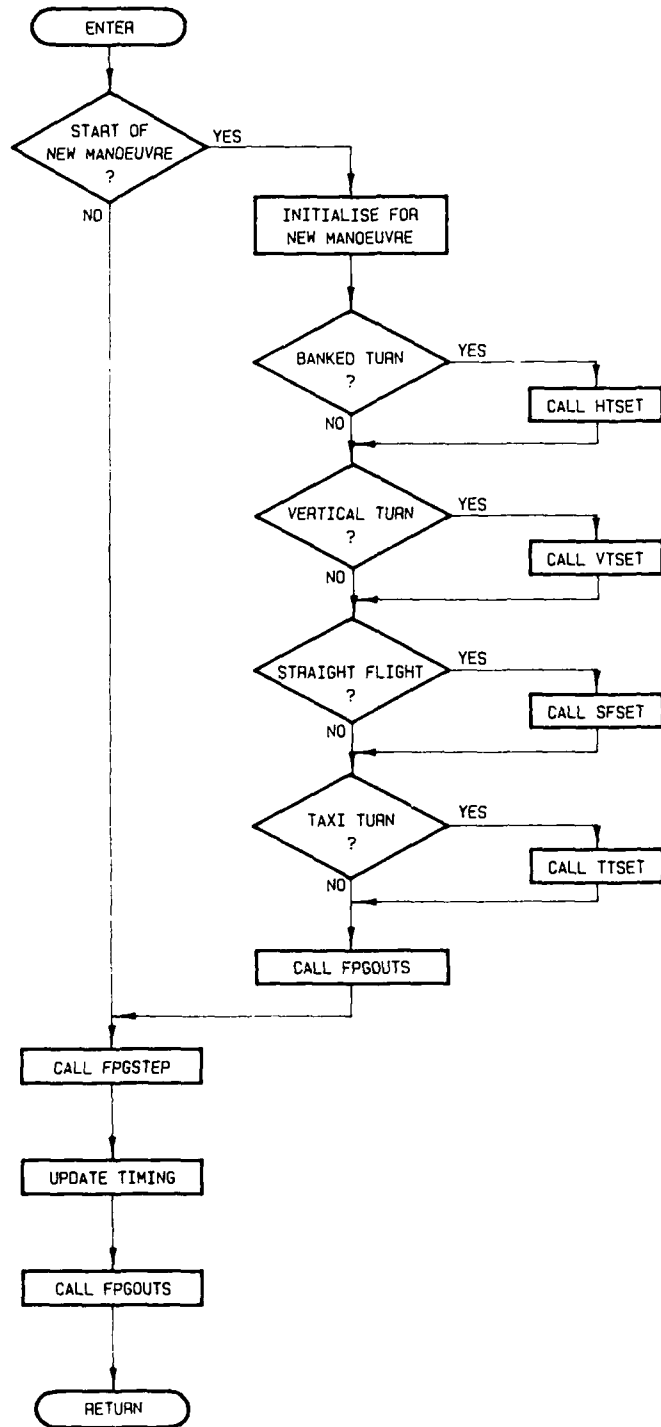 ENTER
START OF
NEW MANOEUVRE
?
YES
NO
INITIALISE FOR
NEW MANOEUVRE
BANKED TURN
?
YES
NO
CALL HTSET
VERTICAL TURN
?
YES
NO
CALL VTSET
STRAIGHT FLIGHT
?
YES
NO
CALL SFSET
TAXI TURN
?
YES
NO
CALL TTSET
CALL FPGOUTS
CALL FPGSTEP
UPDATE TIMING
CALL FPGOUTS
RETURN